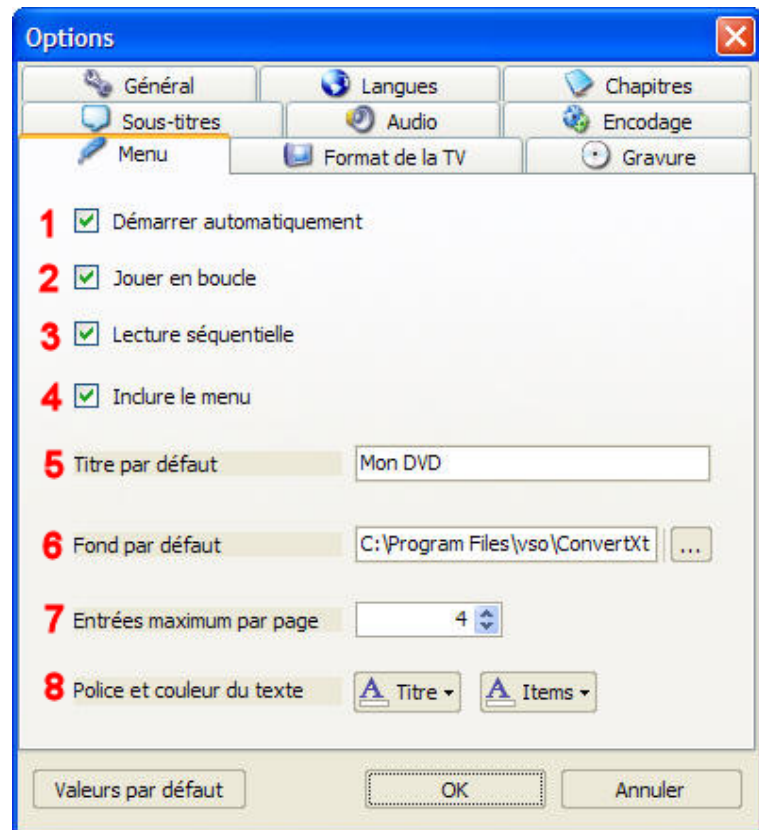 Options
Général Langues Chapitres
Sous-titres Audio Encodage
Menu Format de la TV Gravure
1 Démarrer automatiquement
2 Jouer en boucle
3 Lecture séquentielle
4 Inclure le menu
5 Titre par défaut Mon DVD
6 Fond par défaut C:\Program Files\vso\ConvertXt ...
7 Entrées maximum par page 4
8 Police et couleur du texte A Titre A Items
Valeurs par défaut OK Annuler